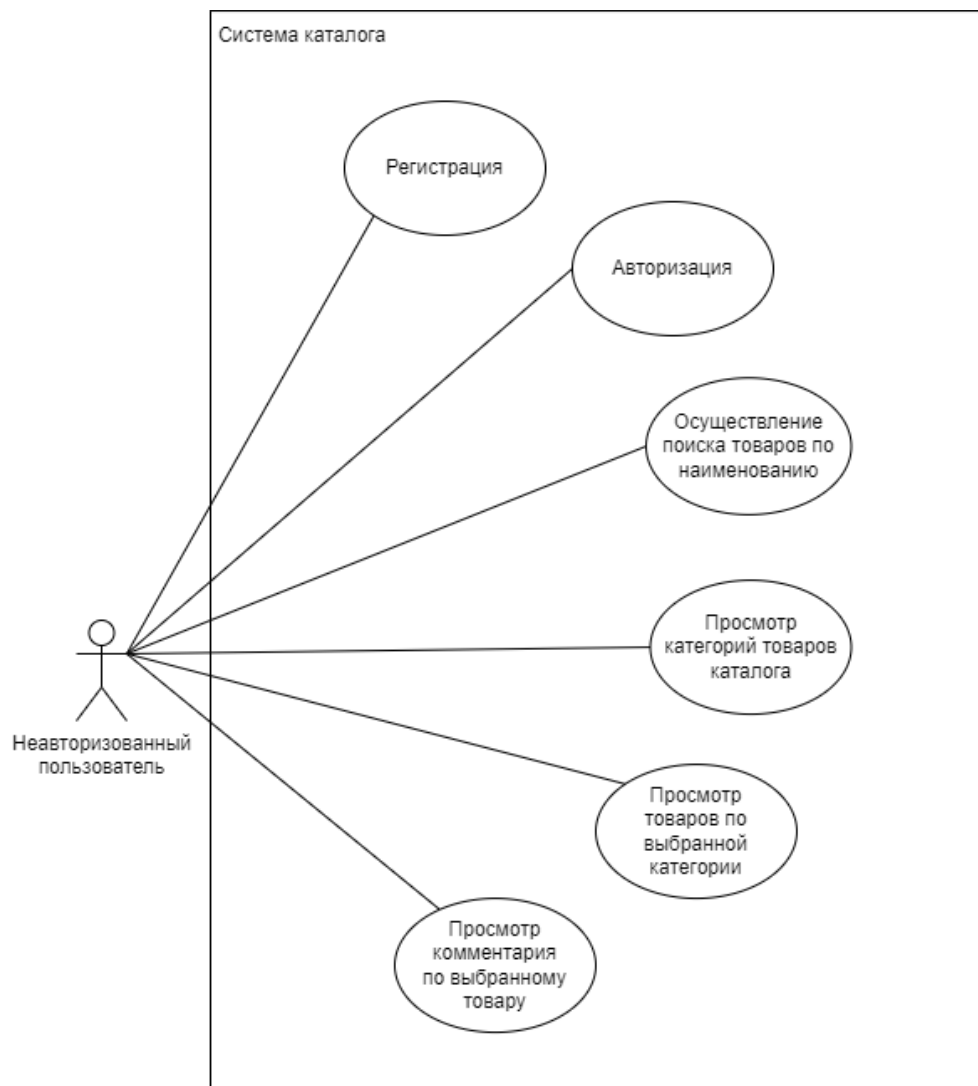 Система каталога
Регистрация
Авторизация
Осуществление
поиска товаров по
наименованию
Просмотр
категорий товаров
каталога
Неавторизованный
пользователь
Просмотр
товаров по
выбранной
категории
Просмотр
комментария
по выбранному
товару